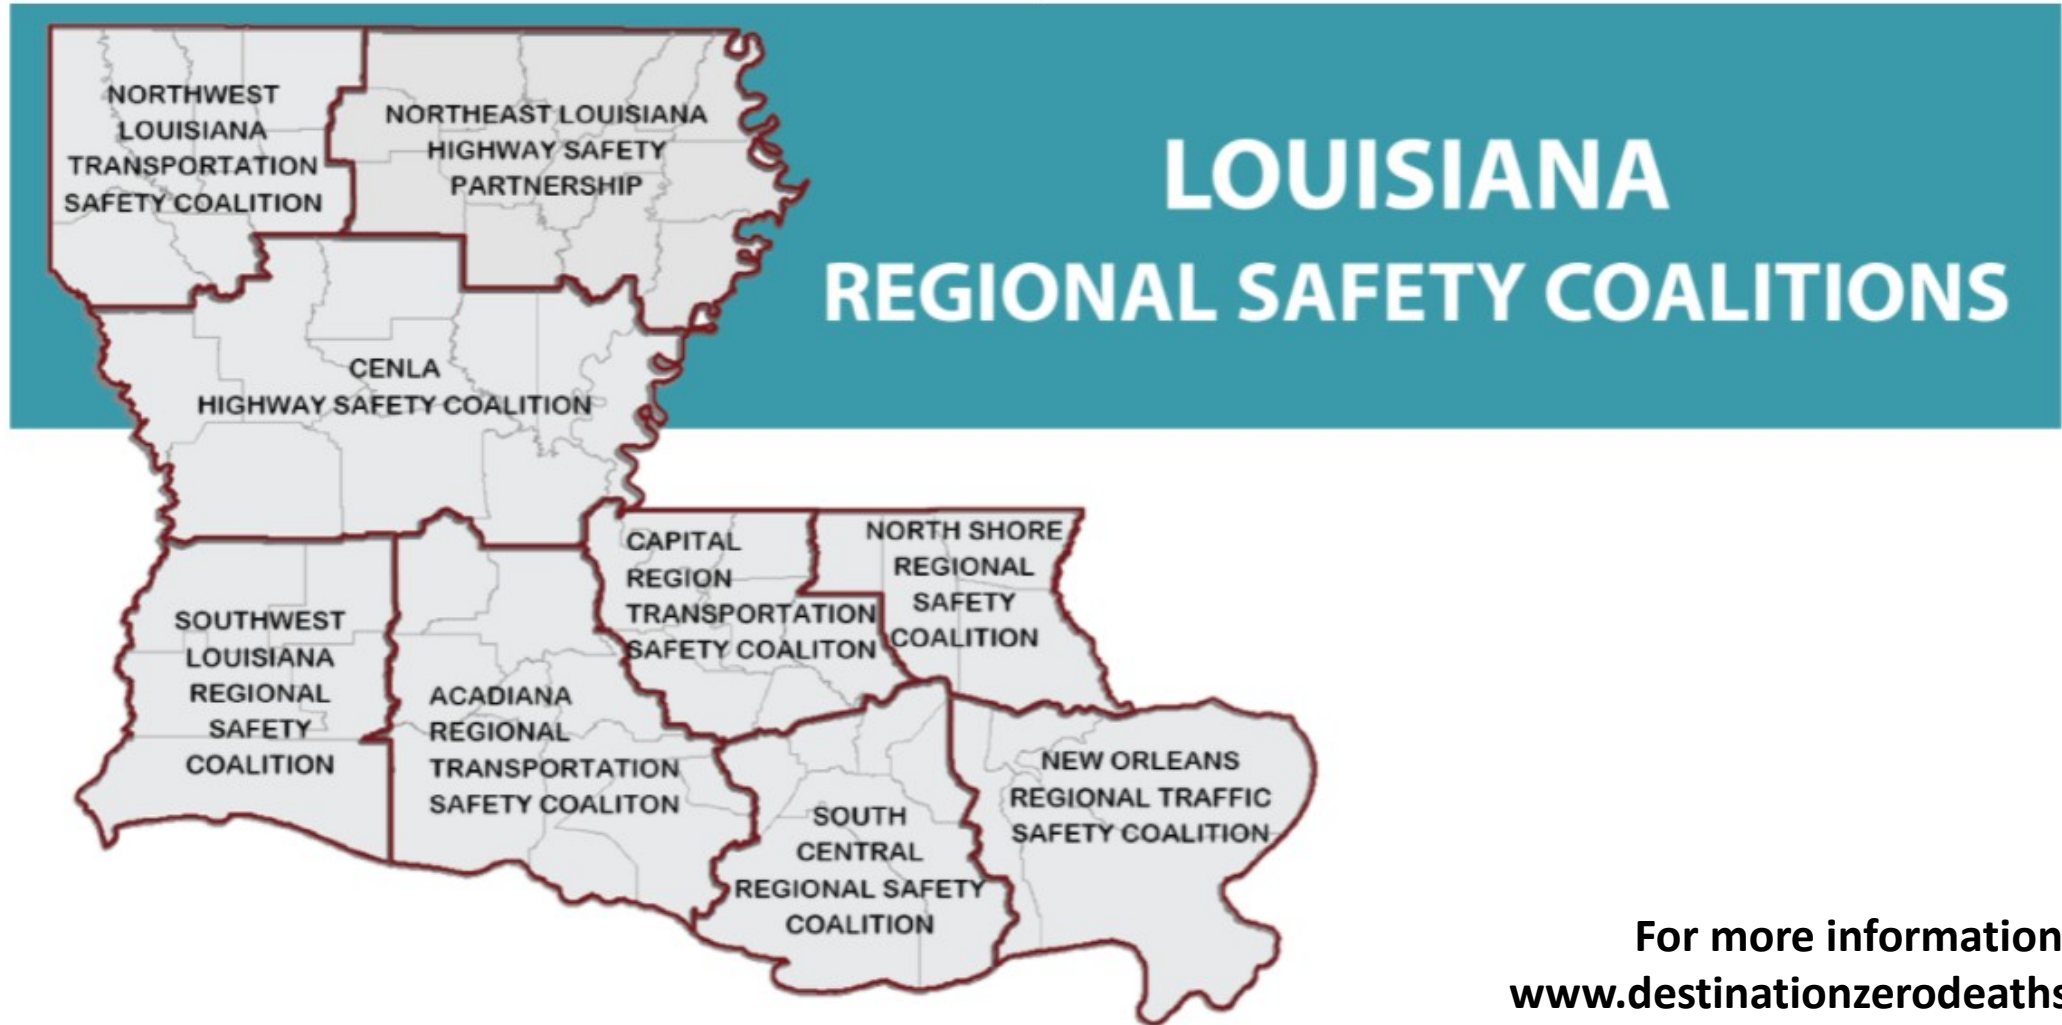 LOUISIANA
REGIONAL SAFETY COALITIONS
NORTHWEST
LOUISIANA
TRANSPORTATION
SAFETY COALITION
NORTHEAST LOUISIANA
HIGHWAY SAFETY
PARTNERSHIP
CENLA
HIGHWAY SAFETY COALITION
CAPITAL
REGION
TRANSPORTATION
SAFETY COALITON
NORTH SHORE
REGIONAL
SAFETY
COALITION
SOUTHWEST
LOUISIANA
REGIONAL
SAFETY
COALITION
ACADIANA
REGIONAL
TRANSPORTATION
SAFETY COALITON
SOUTH
CENTRAL
REGIONAL SAFETY
COALITION
NEW ORLEANS
REGIONAL TRAFFIC
SAFETY COALITION
For more information
www.destinationzerodeaths